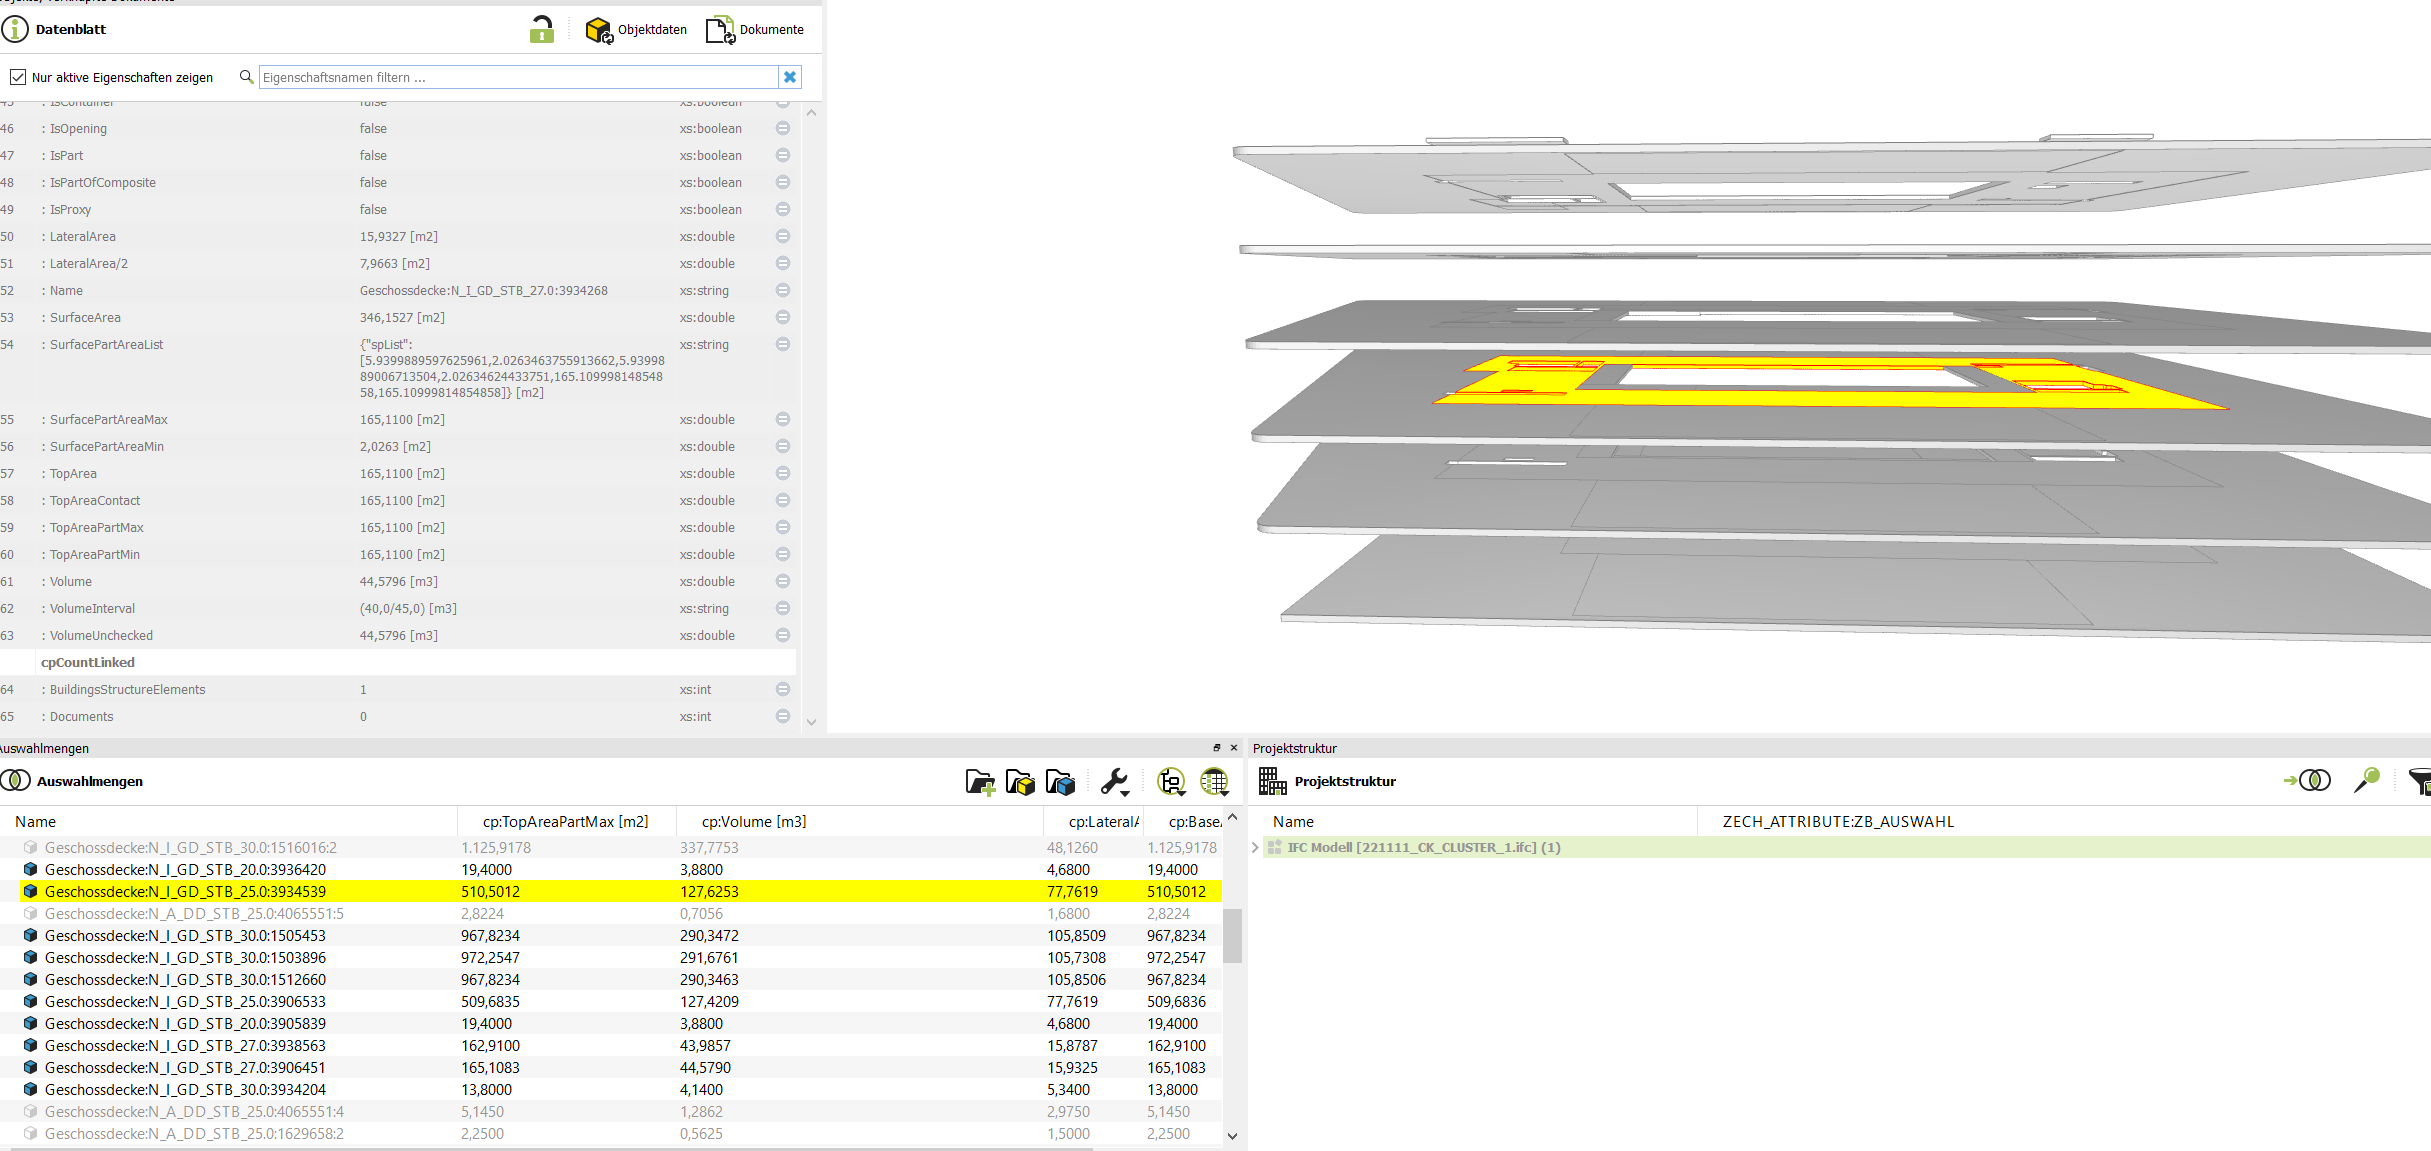 Datenblatt
Objektdaten
Dokumente
Nur aktive Eigenschaften zeigen
Eigenschaftsnamen filtern ...
45 : IsContainer false xs:boolean
46 : IsOpening false xs:boolean
47 : IsPart false xs:boolean
48 : IsPartOfComposite false xs:boolean
49 : IsProxy false xs:boolean
50 : LateralArea 15,9327 [m2] xs:double
51 : LateralArea/2 7,9663 [m2] xs:double
52 : Name Geschossdecke:N_I_GD_STB_27.0:3934268 xs:string
53 : SurfaceArea 346,1527 [m2] xs:double
54 : SurfacePartAreaList {"spList": xs:string
[5.9399889597625961,2.0263463755913662,5.93998
89006713504,2.02634624433751,165.109998148548
58,165.10998148548 58]} [m2]
55 : SurfacePartAreaMax 165,1100 [m2] xs:double
56 : SurfacePartAreaMin 2,0263 [m2] xs:double
57 : TopArea 165,1100 [m2] xs:double
58 : TopAreaContact 165,1100 [m2] xs:double
59 : TopAreaPartMax 165,1100 [m2] xs:double
60 : TopAreaPartMin 165,1100 [m2] xs:double
61 : Volume 44,5796 [m3] xs:double
62 : VolumeInterval (40,0/45,0) [m3] xs:string
63 : VolumeUnchecked 44,5796 [m3] xs:double
cpCountLinked
64 : BuildingsStructureElements 1 xs:int
65 : Documents 0 xs:int
Auswahlmengen
Auswahlmengen
Name cp:TopAreaPartMax [m2] cp:Volume [m3] cp:LateralA cp:BaseA
Geschossdecke:N_I_GD_STB_30.0:1516016:2 1.125,9178 337,7753 48,1260 1.125,9178
Geschossdecke:N_I_GD_STB_20.0:3936420 19,4000 3,8800 4,6800 19,4000
Geschossdecke:N_I_GD_STB_25.0:3934539 510,5012 127,6253 77,7619 510,5012
Geschossdecke:N_A_DD_STB_25.0:4065551:5 2,8224 0,7056 1,6800 2,8224
Geschossdecke:N_I_GD_STB_30.0:1505453 967,8234 290,3472 105,8509 967,8234
Geschossdecke:N_I_GD_STB_30.0:1503896 972,2547 291,6761 105,7308 972,2547
Geschossdecke:N_I_GD_STB_30.0:1512660 967,8234 290,3463 105,8506 967,8234
Geschossdecke:N_I_GD_STB_25.0:3906533 509,6835 127,4209 77,7619 509,6836
Geschossdecke:N_I_GD_STB_20.0:3905839 19,4000 3,8800 4,6800 19,4000
Geschossdecke:N_I_GD_STB_27.0:3938563 162,9100 43,9857 15,8787 162,9100
Geschossdecke:N_I_GD_STB_27.0:3906451 165,1083 44,5790 15,9325 165,1083
Geschossdecke:N_I_GD_STB_30.0:3934204 13,8000 4,1400 5,3400 13,8000
Geschossdecke:N_A_DD_STB_25.0:4065551:4 5,1450 1,2862 2,9750 5,1450
Geschossdecke:N_A_DD_STB_25.0:1629658:2 2,2500 0,5625 1,5000 2,2500
Projektstruktur
Projektstruktur
Name ZECH_ATTRIBUTE:ZB_AUSWAHL
IFC Modell [221111_CK_CLUSTER_1.ifc] (1)